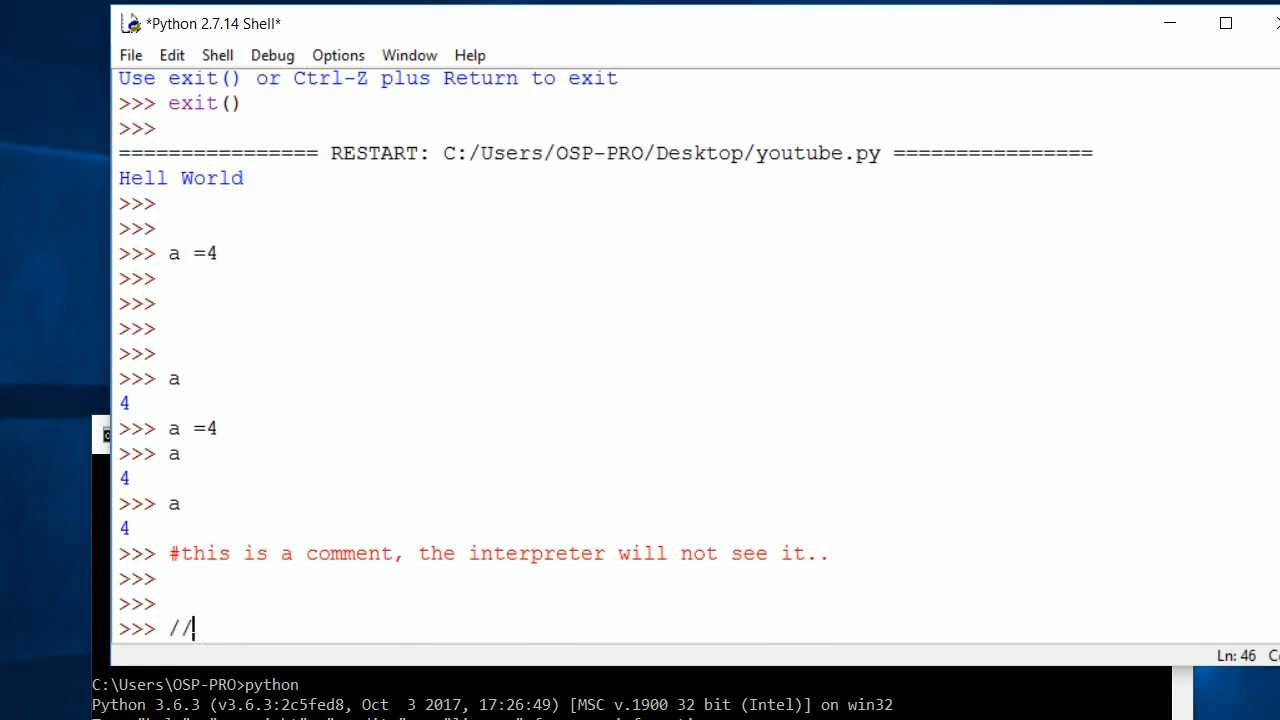 *Python 2.7.14 Shell*
File Edit Shell Debug Options Window Help
Use exit() or Ctrl-Z plus Return to exit
>>> exit()
>>>
================ RESTART: C:/Users/OSP-PRO/Desktop/youtube.py ================
Hell World
>>>
>>>
>>> a =4
>>>
>>>
>>>
>>>
>>> a
4
>>> a =4
>>> a
4
>>> a
4
>>> #this is a comment, the interpreter will not see it..
>>>
>>>
>>> //
Ln: 46
C:\Users\OSP-PRO>python
Python 3.6.3 (v3.6.3:2c5fed8, Oct  3 2017, 17:26:49) [MSC v.1900 32 bit (Intel)] on win32